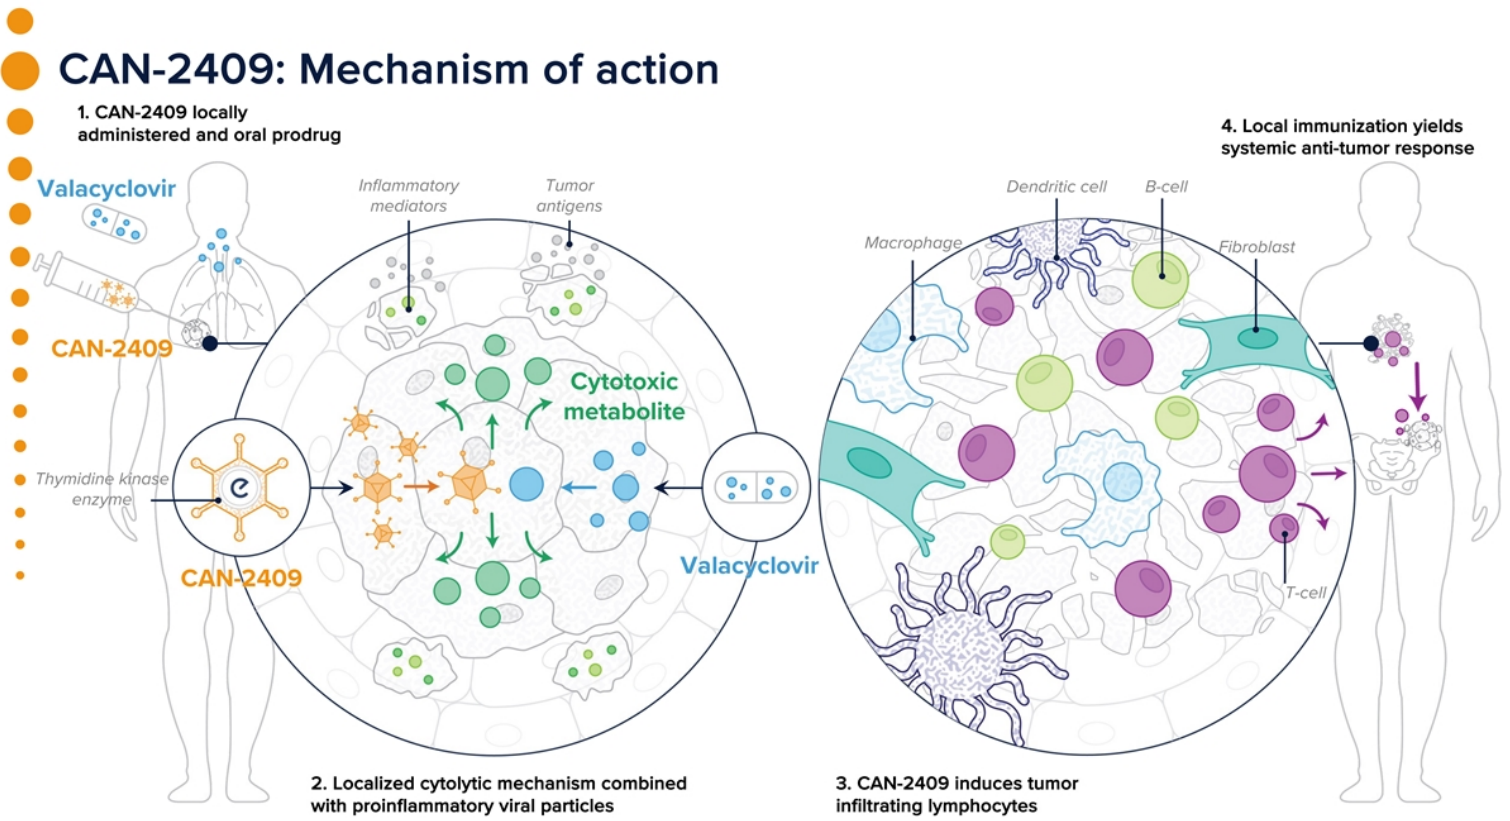 CAN-2409: Mechanism of action
1. CAN-2409 locally
administered and oral prodrug
Valacyclovir
CAN-2409
Thymidine kinase
enzyme
e
CAN-2409
Inflammatory
mediators
Tumor
antigens
Cytotoxic
metabolite
Valacyclovir
2. Localized cytolytic mechanism combined
with proinflammatory viral particles
Macrophage
Dendritic cell
B-cell
Fibroblast
T-cell
3. CAN-2409 induces tumor
infiltrating lymphocytes
4. Local immunization yields
systemic anti-tumor response